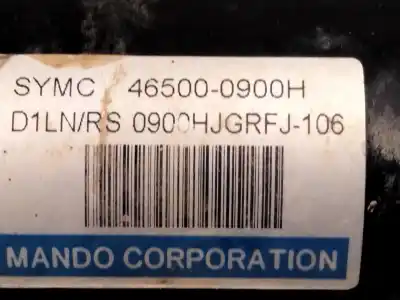 SYMC 46500-0900H
D1LN/RS 0900HJGRFJ-106
MANDO CORPORATION